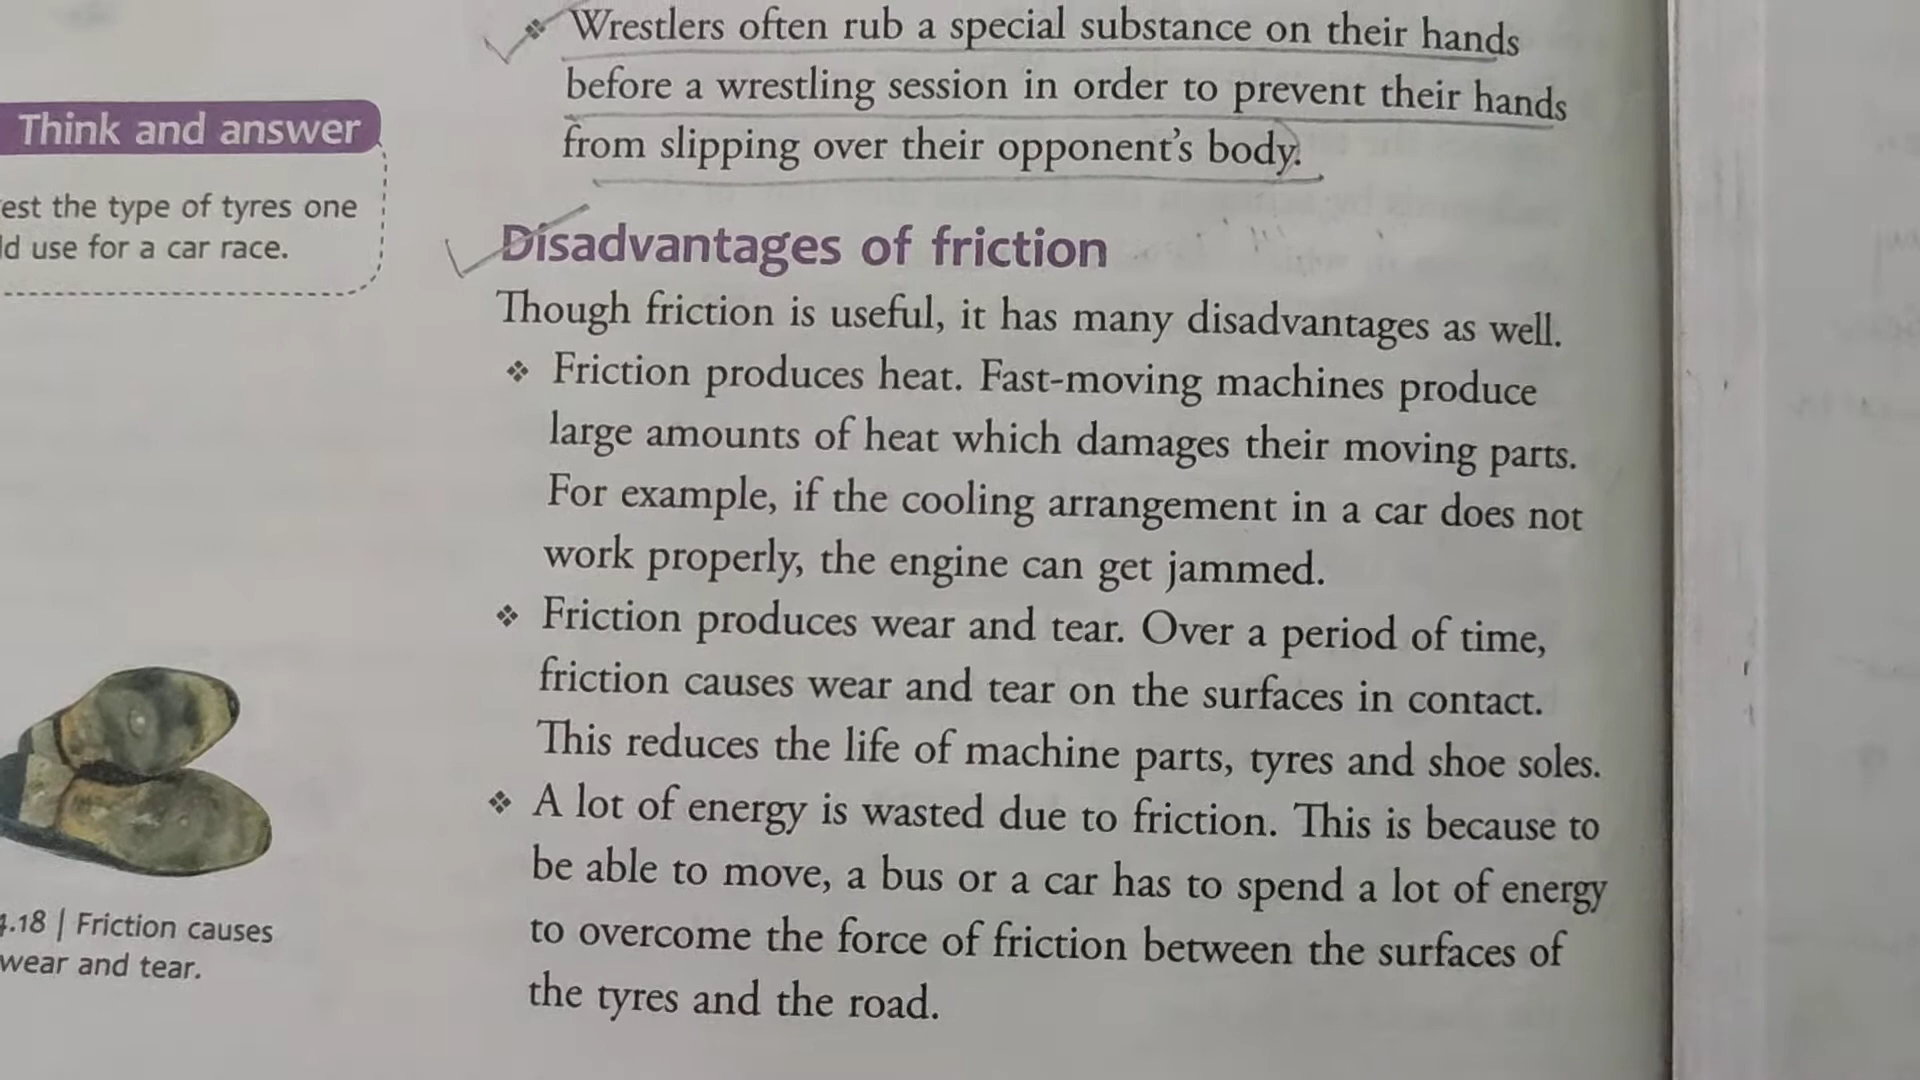 ❖ Wrestlers often rub a special substance on their hands
before a wrestling session in order to prevent their hands
from slipping over their opponent's body.
Think and answer
est the type of tyres one
ld use for a car race.
Disadvantages of friction
Though friction is useful, it has many disadvantages as well.
❖ Friction produces heat. Fast-moving machines produce
large amounts of heat which damages their moving parts.
For example, if the cooling arrangement in a car does not
work properly, the engine can get jammed.
❖ Friction produces wear and tear. Over a period of time,
friction causes wear and tear on the surfaces in contact.
This reduces the life of machine parts, tyres and shoe soles.
❖ A lot of energy is wasted due to friction. This is because to
be able to move, a bus or a car has to spend a lot of energy
to overcome the force of friction between the surfaces of
the tyres and the road.
4.18 | Friction causes
wear and tear.